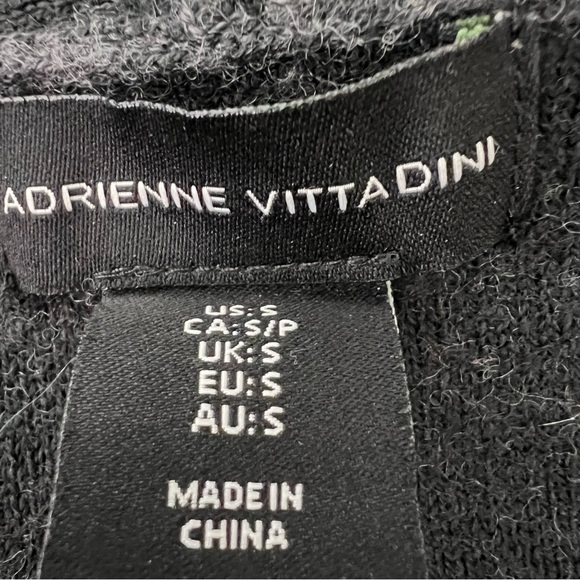 ADRIENNE VITTADINI
US:S
CA:S/P
UK:S
EU:S
AU:S
MADE IN
CHINA